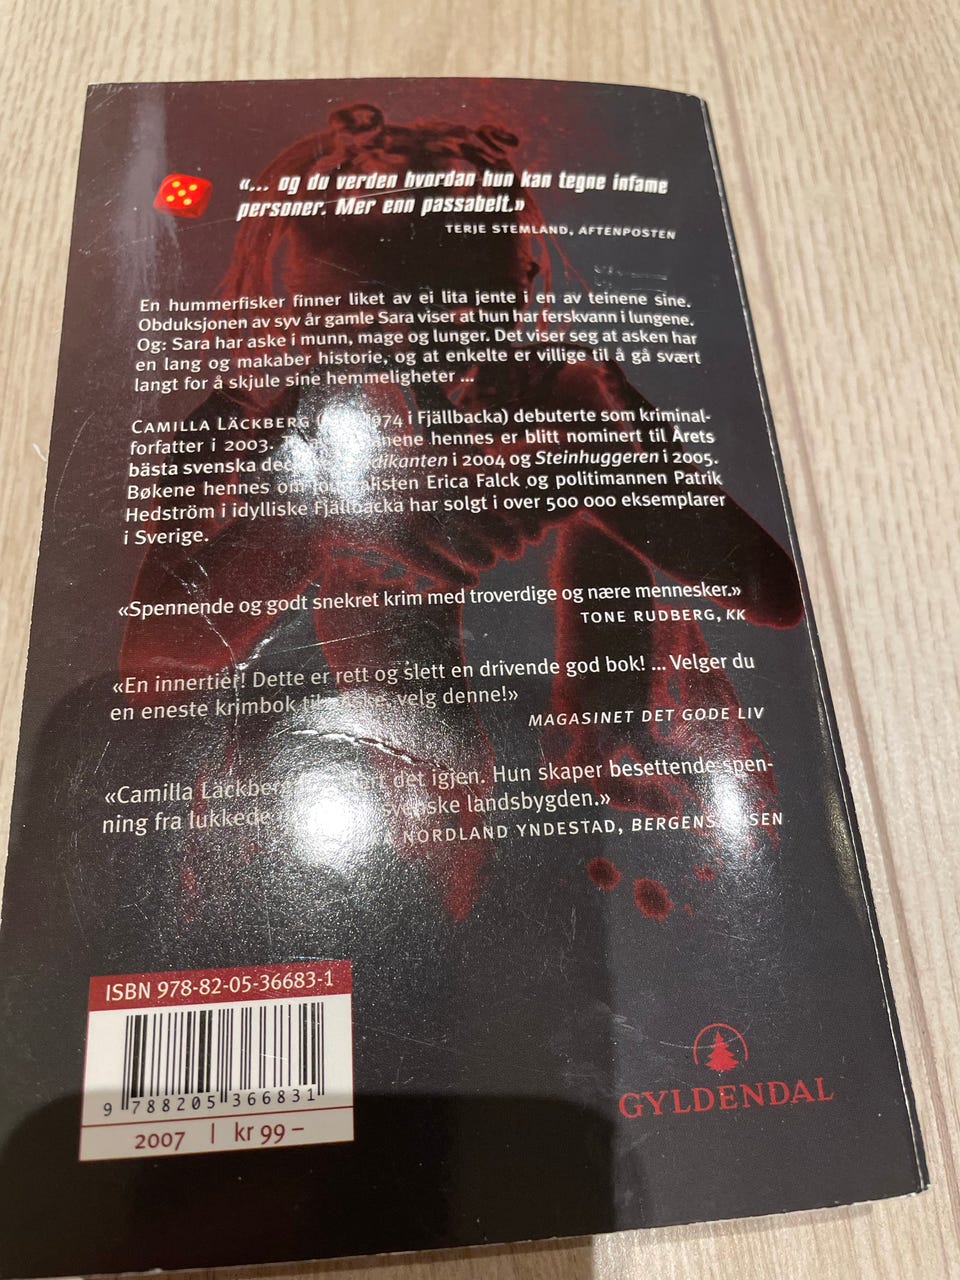 «... og du verden hvordan hun kan tegne infame
personer. Mer enn passabelt.»
TERJE STEMLAND, AFTENPOSTEN
En hummerfisker finner liket av ei lita jente i en av teinene sine.
Obduksjonen av syv år gamle Sara viser at hun har ferskvann i lungene.
Og: Sara har aske i munn, mage og lunger. Det viser seg at asken har
en lang og makaber historie, og at enkelte er villige til å gå svært
langt for å skjule sine hemmeligheter ...
CAMILLA LÄCKBERG 1974 i Fjällbacka) debuterte som kriminal-
forfatter i 2003. hennes er blitt nominert til Årets
bästa svenska i 2004 og Steinhuggeren i 2005.
Bøkene hennes om journalisten Erica Falck og politimannen Patrik
Hedström i idylliske Fjällbacka har solgt i over 500 000 eksemplarer
i Sverige.
«Spennende og godt snekret krim med troverdige og nære mennesker.»
TONE RUDBERG, KK
«En innertier! Dette er rett og slett en drivende god bok! ... Velger du
en eneste krimbok velg denne!»
MAGASINET DET GODE LIV
«Camilla Läckberg det igjen. Hun skaper besettende spen-
ning fra lukkede svenske landsbygden.»
NORDLAND YNDESTAD, BERGENSAVISEN
ISBN 978-82-05-36683-1
9 788205 366831
2007 | kr 99 –
GYLDENDAL